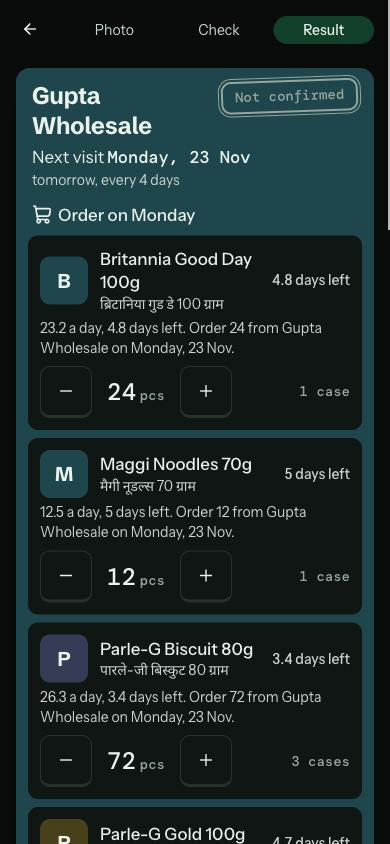 Photo
Check
Result
Gupta
Wholesale
Not confirmed
Next visit Monday, 23 Nov
tomorrow, every 4 days
Order on Monday
B
Britannia Good Day
100g
ब्रिटानिया गुड डे 100 ग्राम
4.8 days left
23.2 a day, 4.8 days left. Order 24 from Gupta
Wholesale on Monday, 23 Nov.
24 pcs
1 case
M
Maggi Noodles 70g
मैगी नूडल्स 70 ग्राम
5 days left
12.5 a day, 5 days left. Order 12 from Gupta
Wholesale on Monday, 23 Nov.
12 pcs
1 case
P
Parle-G Biscuit 80g
पारले-जी बिस्कुट 80 ग्राम
3.4 days left
26.3 a day, 3.4 days left. Order 72 from Gupta
Wholesale on Monday, 23 Nov.
72 pcs
3 cases
Parle-G Gold 100g
4.7 days left